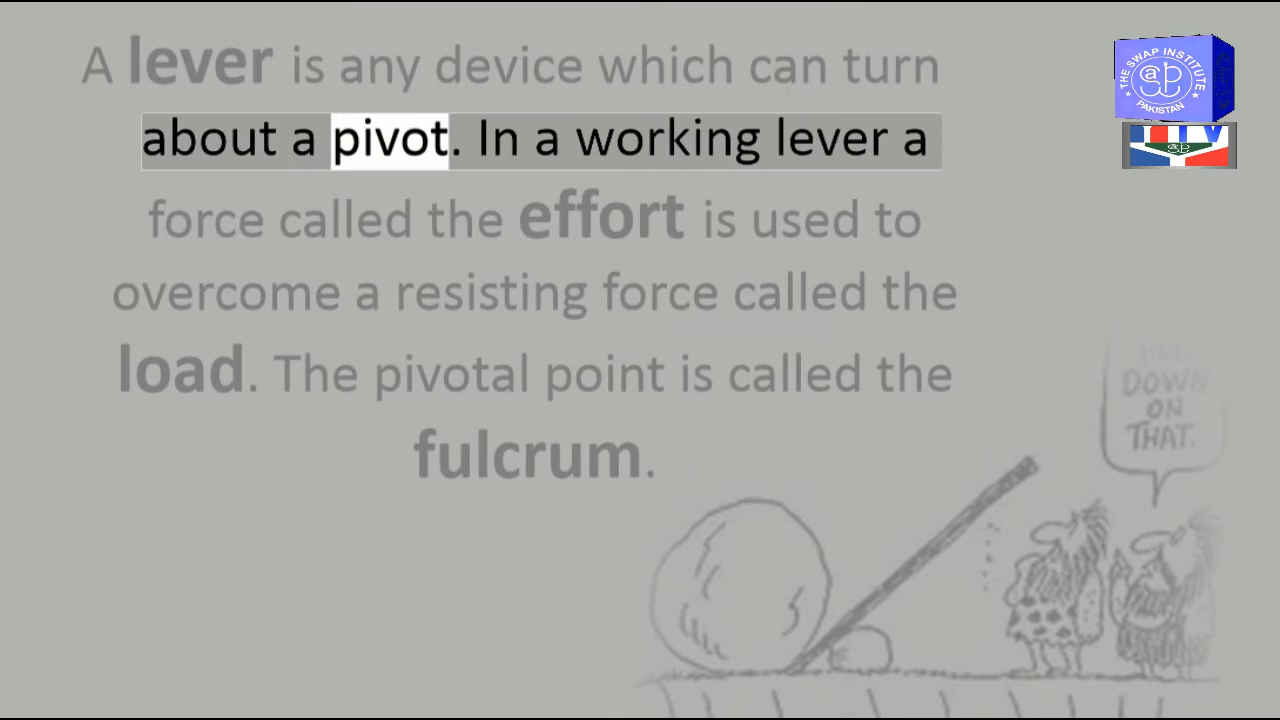 A lever is any device which can turn
about a pivot. In a working lever a
force called the effort is used to
overcome a resisting force called the
load. The pivotal point is called the
fulcrum.
THE SWAP INSTITUTE
PAKISTAN
DOWN
ON
THAT.